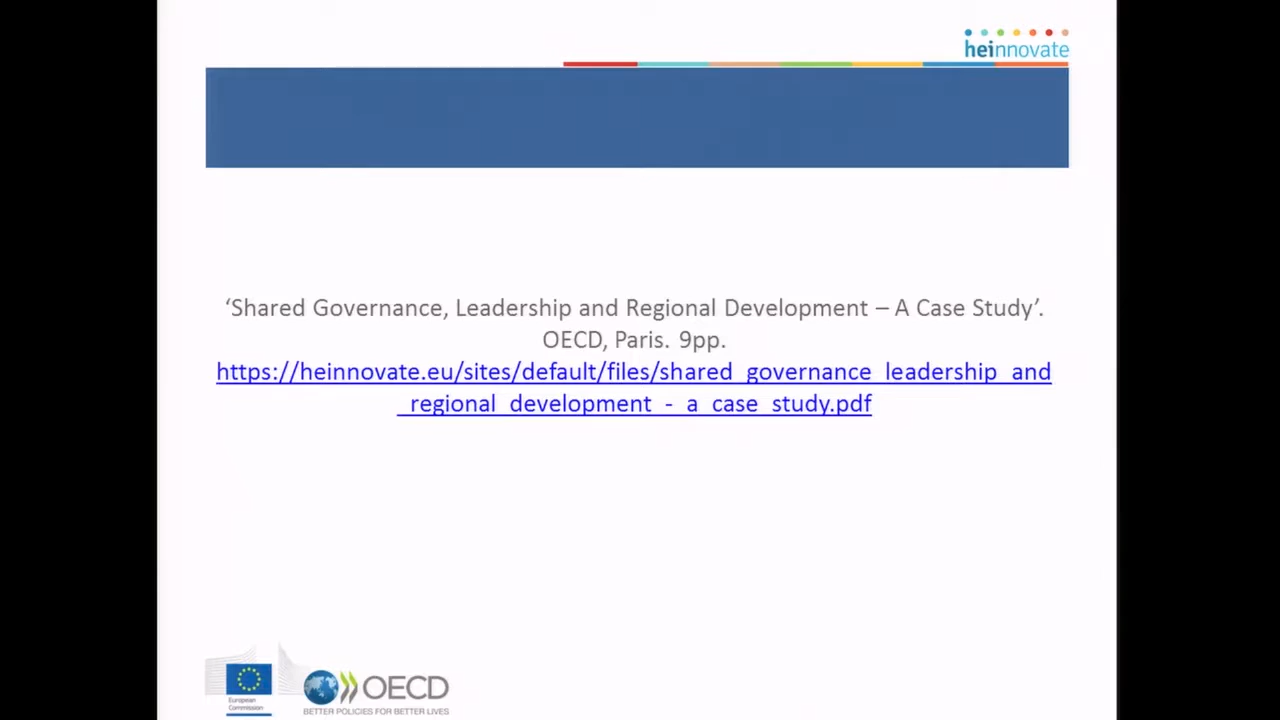 heinnovate
‘Shared Governance, Leadership and Regional Development – A Case Study’.
OECD, Paris. 9pp.
https://heinnovate.eu/sites/default/files/shared_governance_leadership_and
_regional_development_-_a_case_study.pdf
European
Commission
OECD
BETTER POLICIES FOR BETTER LIVES